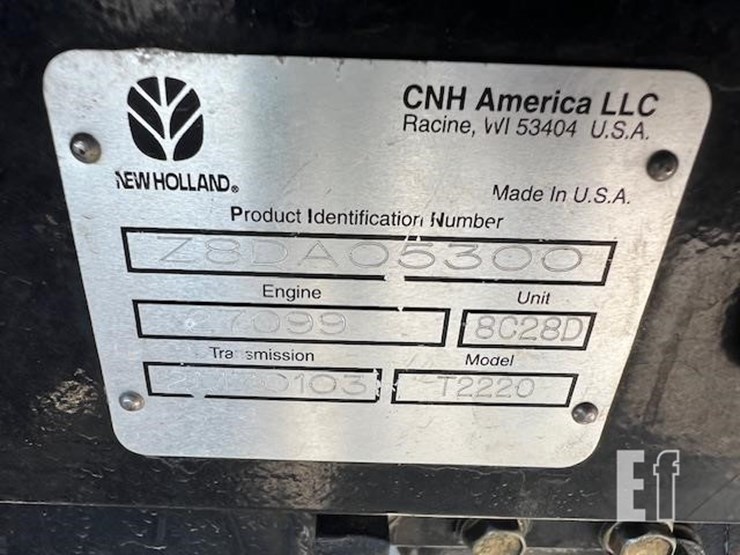 CNH America LLC
Racine, WI 53404 U.S.A.
NEW HOLLAND®
Made In U.S.A.
Product Identification Number
Z8DA05300
Engine Unit
8C28D
Transmission Model
T2220
Ef